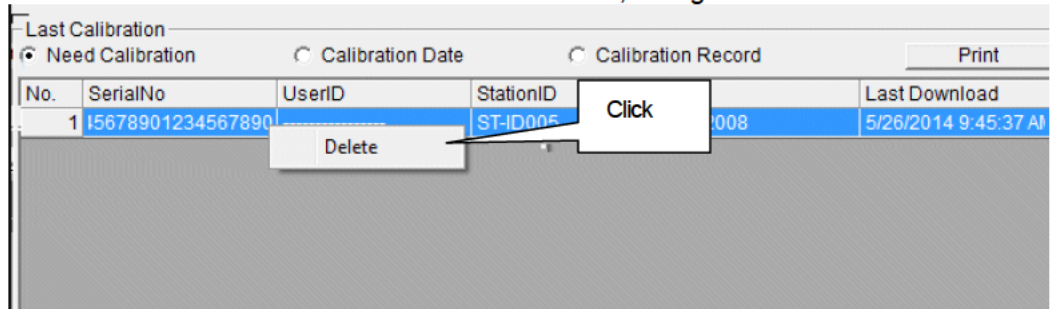 Last Calibration
Need Calibration Calibration Date Calibration Record Print
No. SerialNo UserID StationID Last Download
1 45678901234567890 --------------- ST-ID005 2008 5/26/2014 9:45:37 AM
Click
Delete